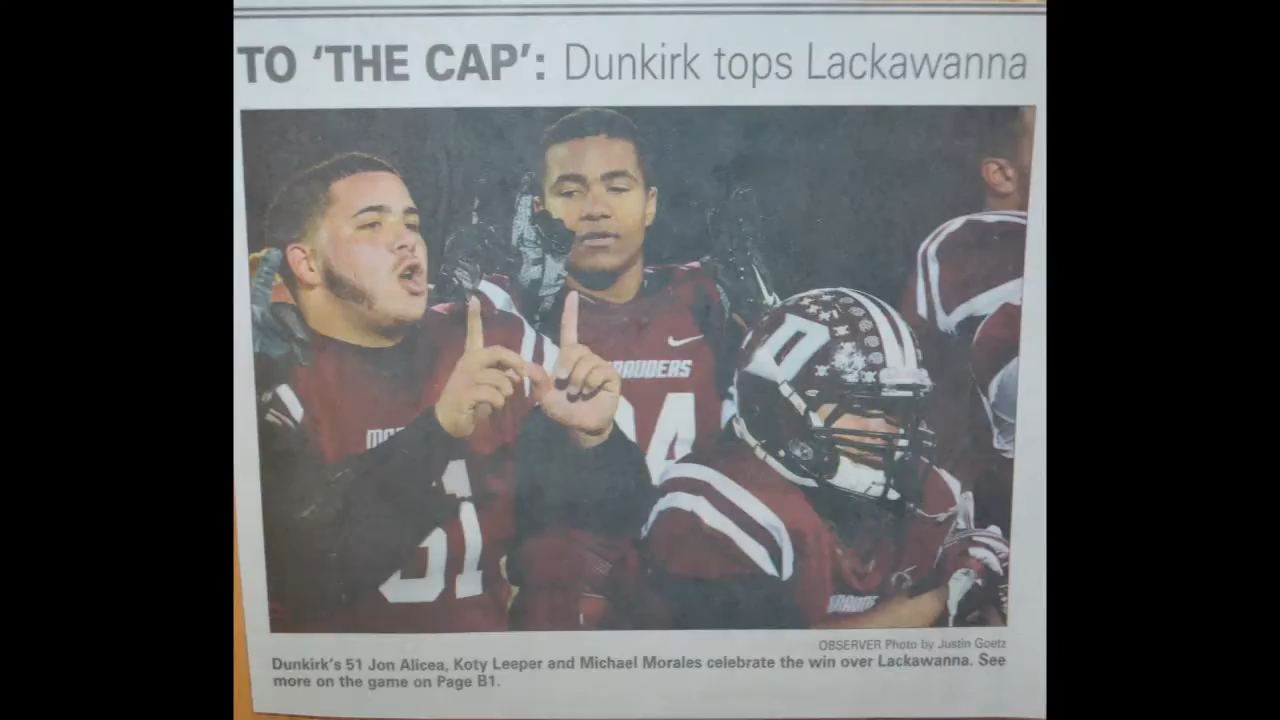 TO 'THE CAP': Dunkirk tops Lackawanna
MARAUDERS
51
D
OBSERVER Photo by Justin Goetz
Dunkirk's 51 Jon Alicea, Koty Leeper and Michael Morales celebrate the win over Lackawanna. See
more on the game on Page B1.